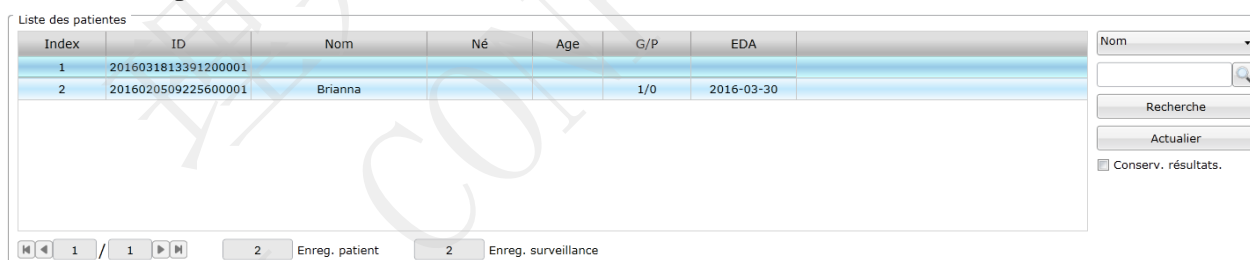 Liste des patientes
Index ID Nom Né Age G/P EDA
1 2016031813391200001
2 2016020509225600001 Brianna 1/0 2016-03-30
Nom
Recherche
Actualier
Conserv. résultats.
1 / 1 2 Enreg. patient 2 Enreg. surveillance